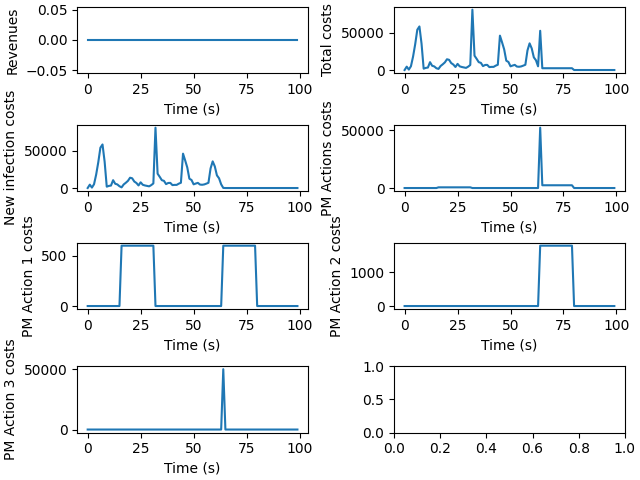 Revenues
0.05
0.00
−0.05
0 25 50 75 100
Time (s)
Total costs
50000
0
0 25 50 75 100
Time (s)
New infection costs
50000
0
0 25 50 75 100
Time (s)
PM Actions costs
50000
0
0 25 50 75 100
Time (s)
PM Action 1 costs
500
0
0 25 50 75 100
Time (s)
PM Action 2 costs
1000
0
0 25 50 75 100
Time (s)
PM Action 3 costs
50000
0
0 25 50 75 100
Time (s)
1.0
0.5
0.0
0.0 0.2 0.4 0.6 0.8 1.0